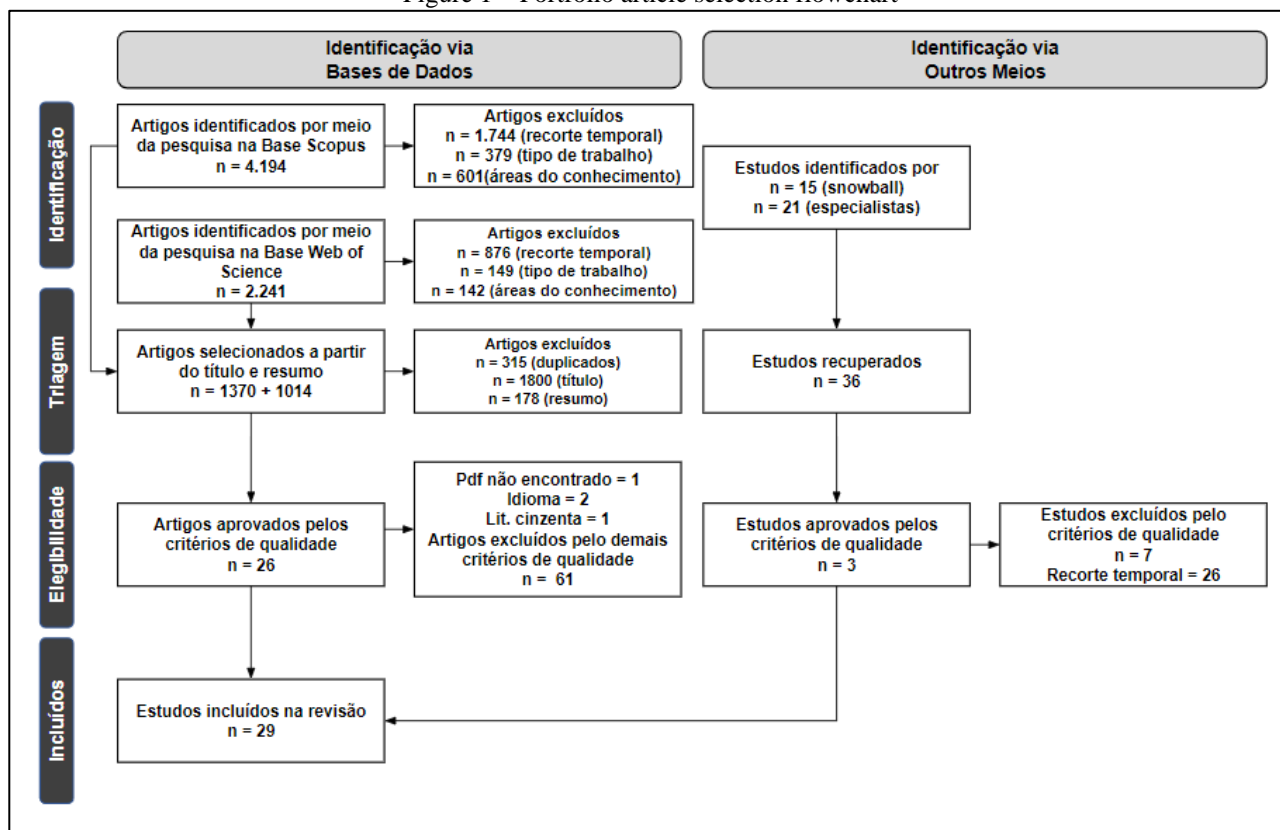 Figure 1 – Portfolio article selection flowchart
Identificação via
Bases de Dados
Identificação via
Outros Meios
Identificação
Artigos identificados por meio
da pesquisa na Base Scopus
n = 4.194
Artigos excluídos
n = 1.744 (recorte temporal)
n = 379 (tipo de trabalho)
n = 601(áreas do conhecimento)
Estudos identificados por
n = 15 (snowball)
n = 21 (especialistas)
Artigos identificados por meio
da pesquisa na Base Web of
Science
n = 2.241
Artigos excluídos
n = 876 (recorte temporal)
n = 149 (tipo de trabalho)
n = 142 (áreas do conhecimento)
Triagem
Artigos selecionados a partir
do título e resumo
n = 1370 + 1014
Artigos excluídos
n = 315 (duplicados)
n = 1800 (título)
n = 178 (resumo)
Estudos recuperados
n = 36
Elegibilidade
Artigos aprovados pelos
critérios de qualidade
n = 26
Pdf não encontrado = 1
Idioma = 2
Lit. cinzenta = 1
Artigos excluídos pelo demais
critérios de qualidade
n = 61
Estudos aprovados pelos
critérios de qualidade
n = 3
Estudos excluídos pelo
critérios de qualidade
n = 7
Recorte temporal = 26
Incluídos
Estudos incluídos na revisão
n = 29